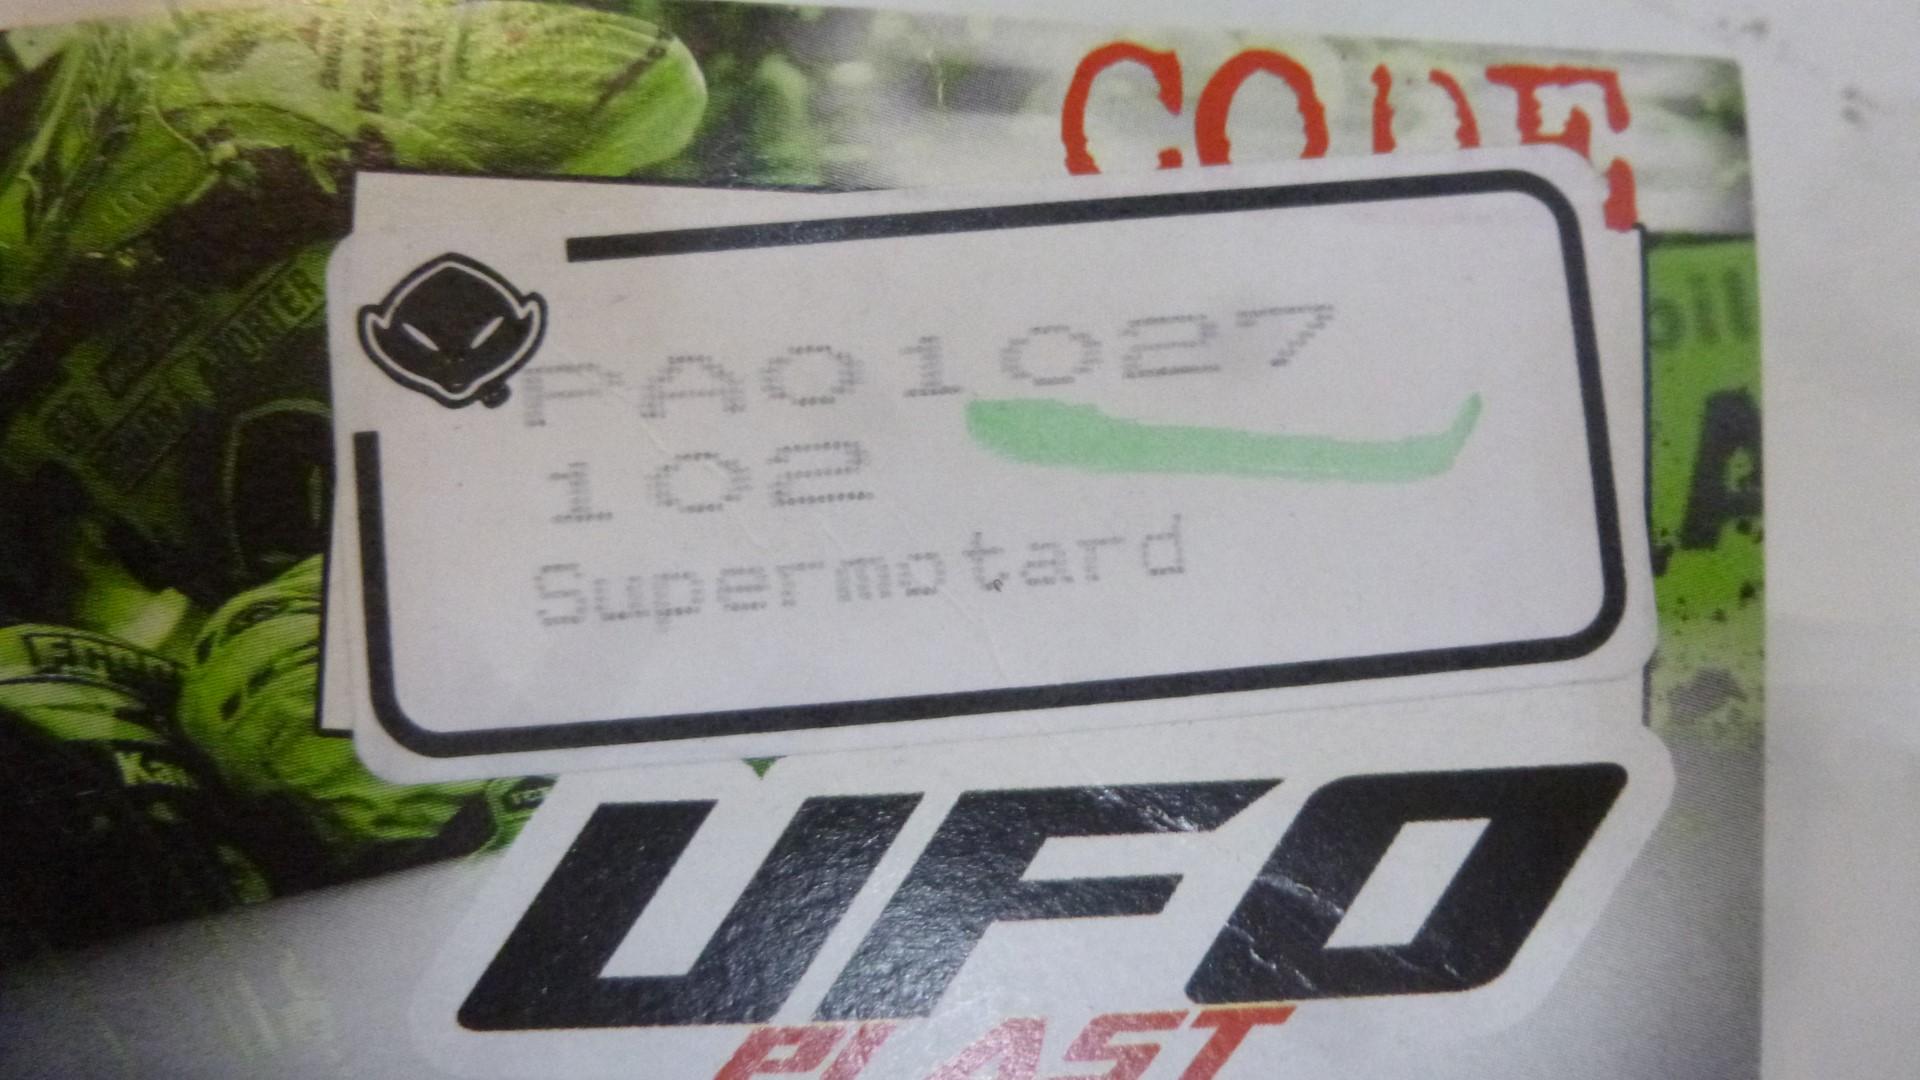 CODE
PA01027
102
Supermotard
UFO
PLAST